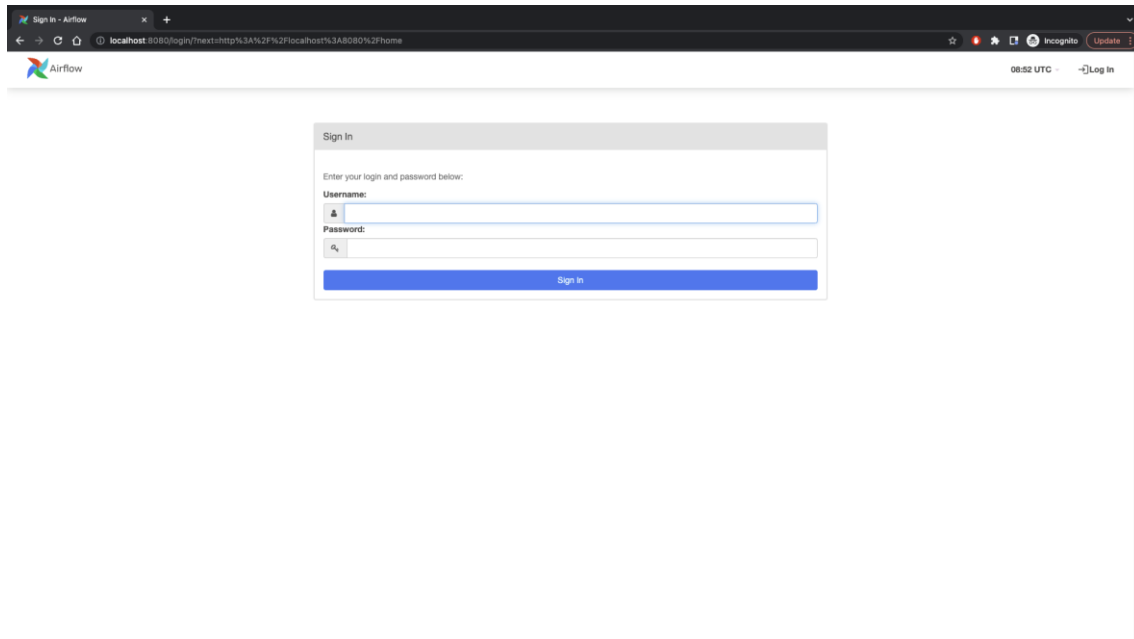 Sign In - Airflow
localhost:8080/login/?next=http%3A%2F%2Flocalhost%3A8080%2Fhome
Incognito
Update
Airflow
08:52 UTC
Log In
Sign In
Enter your login and password below:
Username:
Password:
Sign In